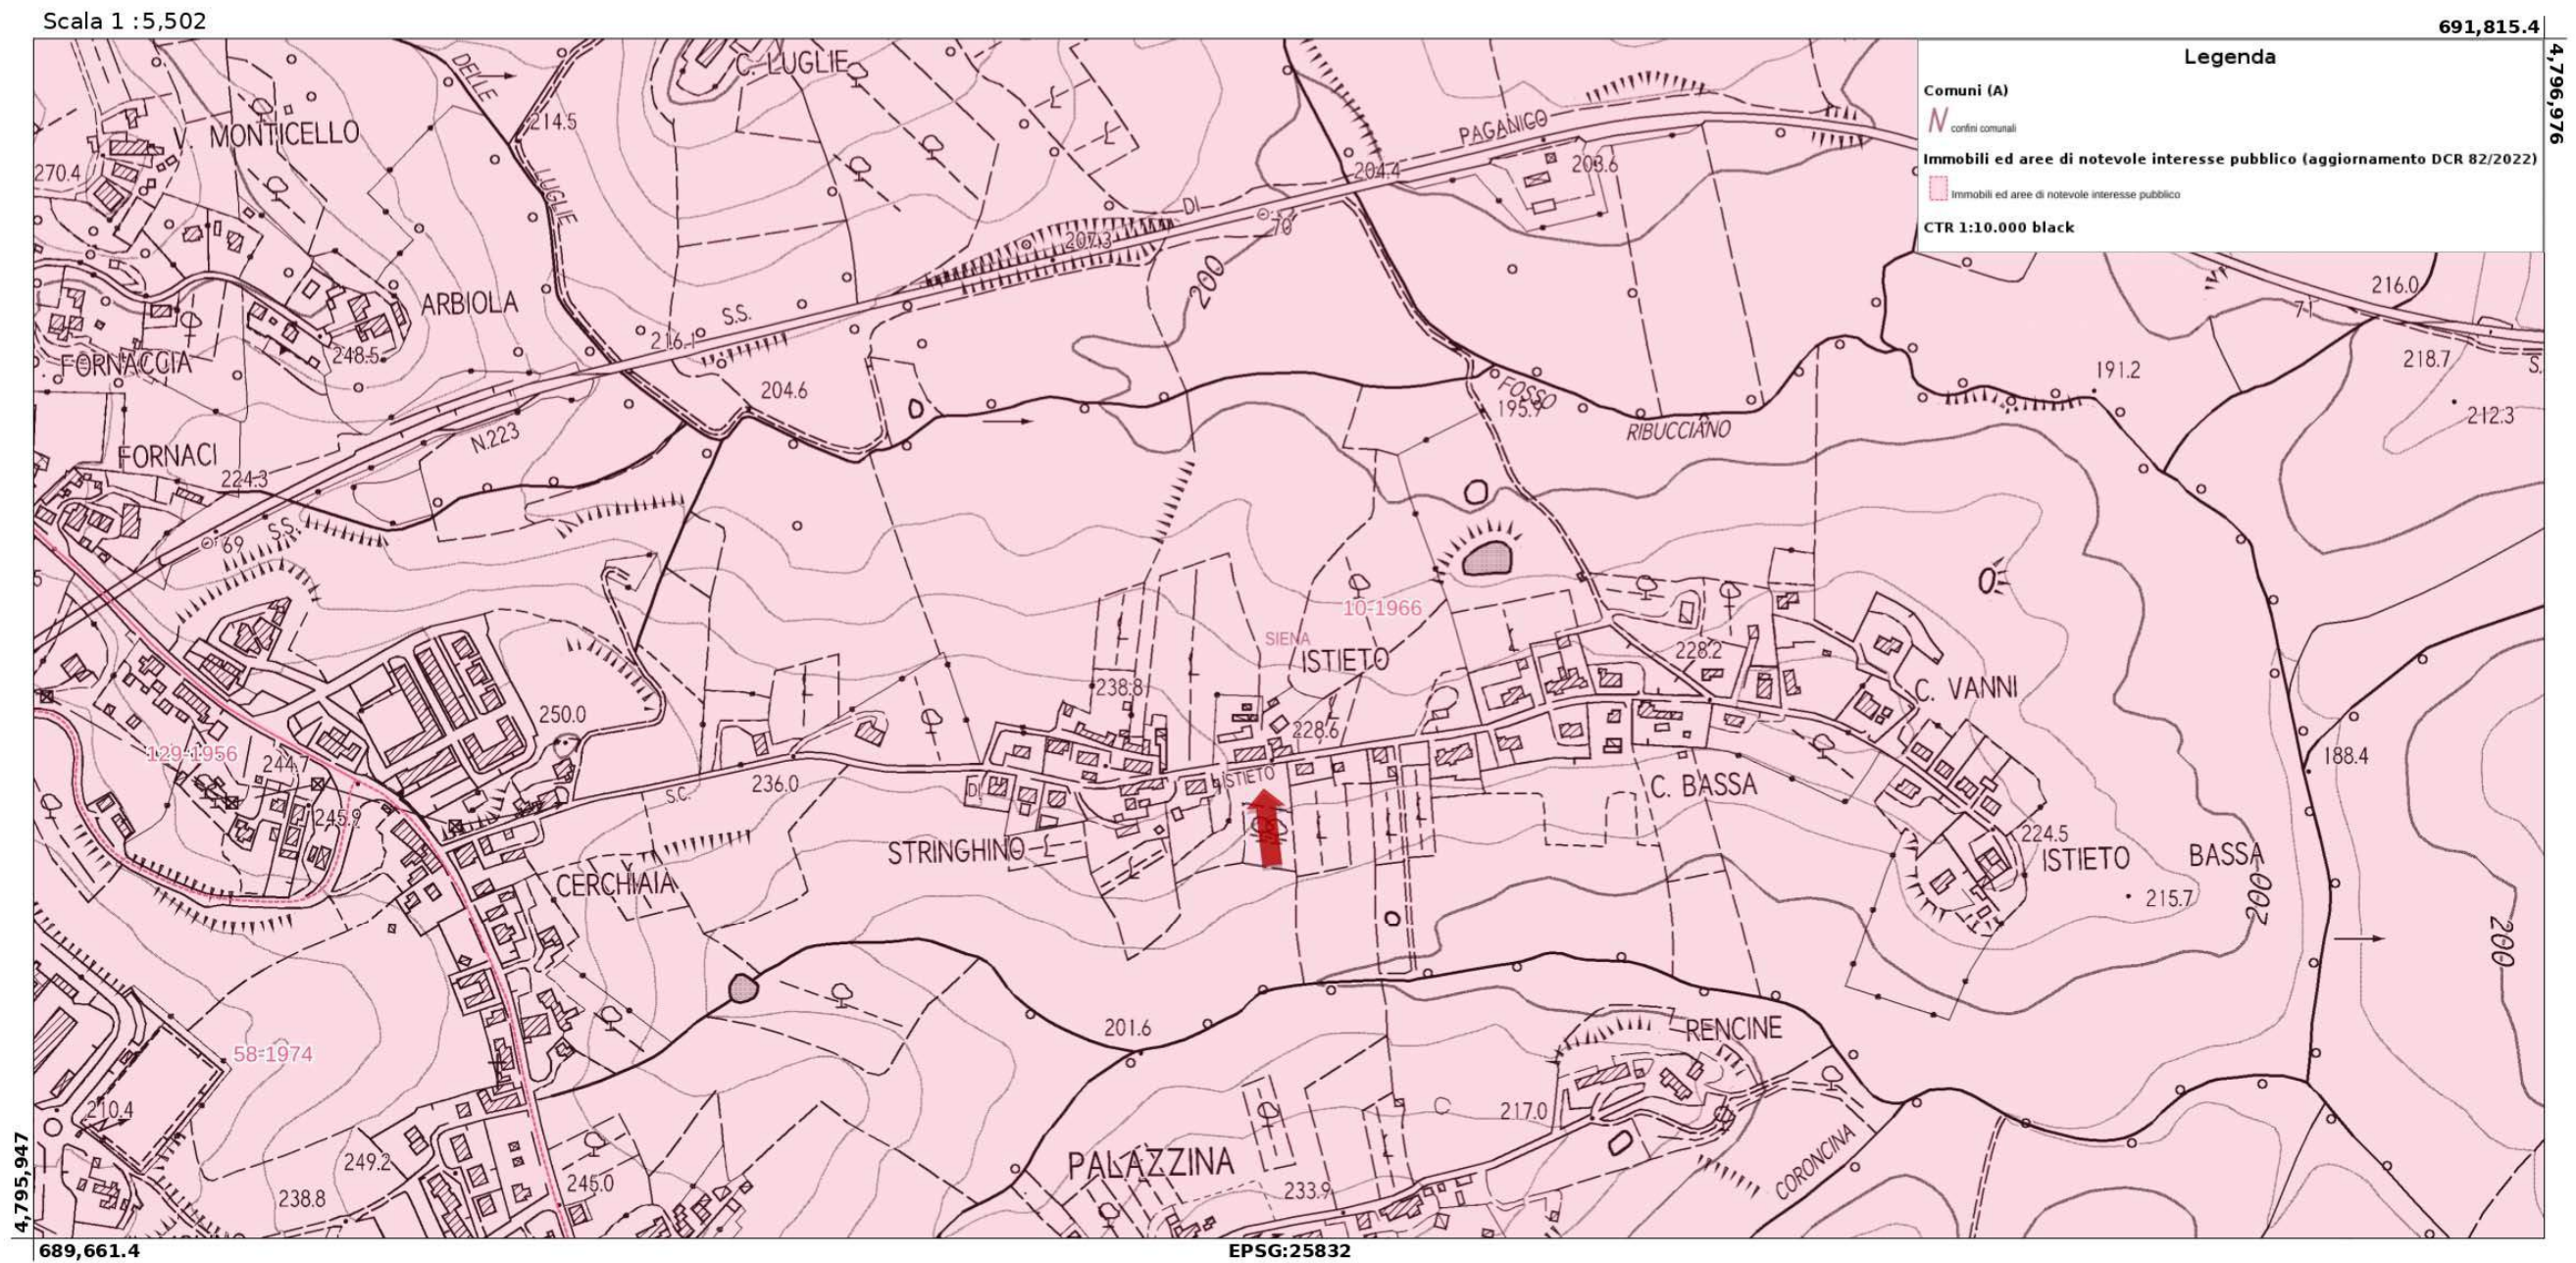 Scala 1 :5,502
691,815.4
4,796,976
Legenda
Comuni (A)
N confini comunali
Immobili ed aree di notevole interesse pubblico (aggiornamento DCR 82/2022)
Immobili ed aree di notevole interesse pubblico
CTR 1:10.000 black
C. LUGLIE
DELLE
LUGLIE
214.5
V. MONTICELLO
270.4
PAGANICO
204.4
203.6
DI
70
207.3
200
ARBIOLA
S.S.
216.1
248.5
FORNACCIA
216.0
71
218.7
S.
191.2
212.3
204.6
FOSSO
195.9
RIBUCCIANO
N.223
FORNACI
224.3
S.S.
69
10-1966
SIENA
ISTIETO
228.2
238.8
C. VANNI
250.0
228.6
129-1956
244.7
188.4
ISTIETO
236.0
S.C.
DI
C. BASSA
245.9
224.5
STRINGHINO
ISTIETO BASSA
CERCHIAIA
215.7
200
200
201.6
RENCINE
58-1974
210.4
217.0
CORONCINA
249.2
PALAZZINA
245.0
238.8
233.9
4,795,947
689,661.4
EPSG:25832